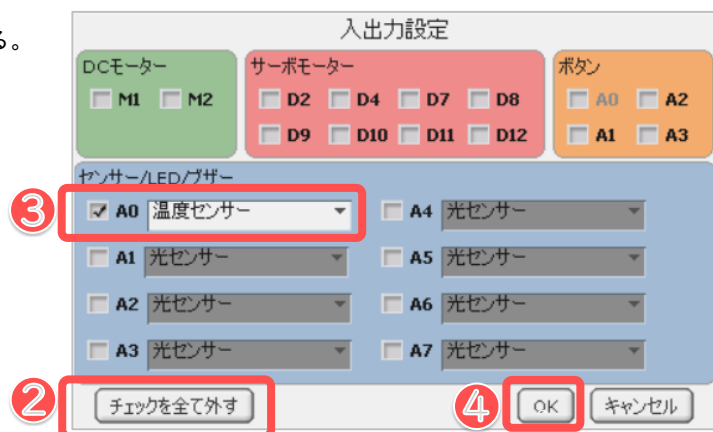 る。
入出力設定
DCモーター
M1 M2
サーボモーター
D2 D4 D7 D8
D9 D10 D11 D12
ボタン
A0 A2
A1 A3
センサー/LED/ブザー
③ A0 温度センサー
A4 光センサー
A1 光センサー
A5 光センサー
A2 光センサー
A6 光センサー
A3 光センサー
A7 光センサー
② チェックを全て外す
④ OK
キャンセル